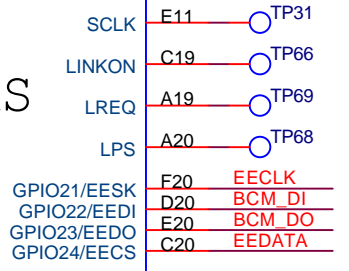 SCLK E11 TP31
LINKON C19 TP66
S
LREQ A19 TP69
LPS A20 TP68
GPIO21/EESK F20 EECLK
GPIO22/EEDI D20 BCM_DI
GPIO23/EEDO E20 BCM_DO
GPIO24/EECS C20 EEDATA